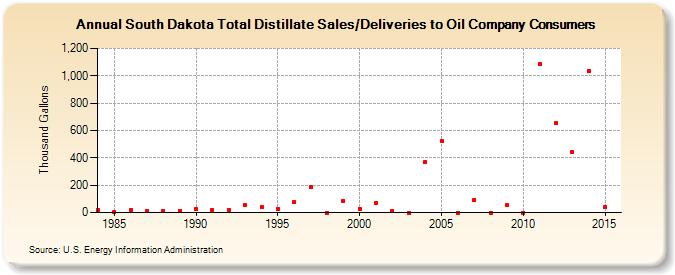 Annual South Dakota Total Distillate Sales/Deliveries to Oil Company Consumers
Thousand Gallons
1,200
1,000
800
600
400
200
0
1985 1990 1995 2000 2005 2010 2015
Source: U.S. Energy Information Administration